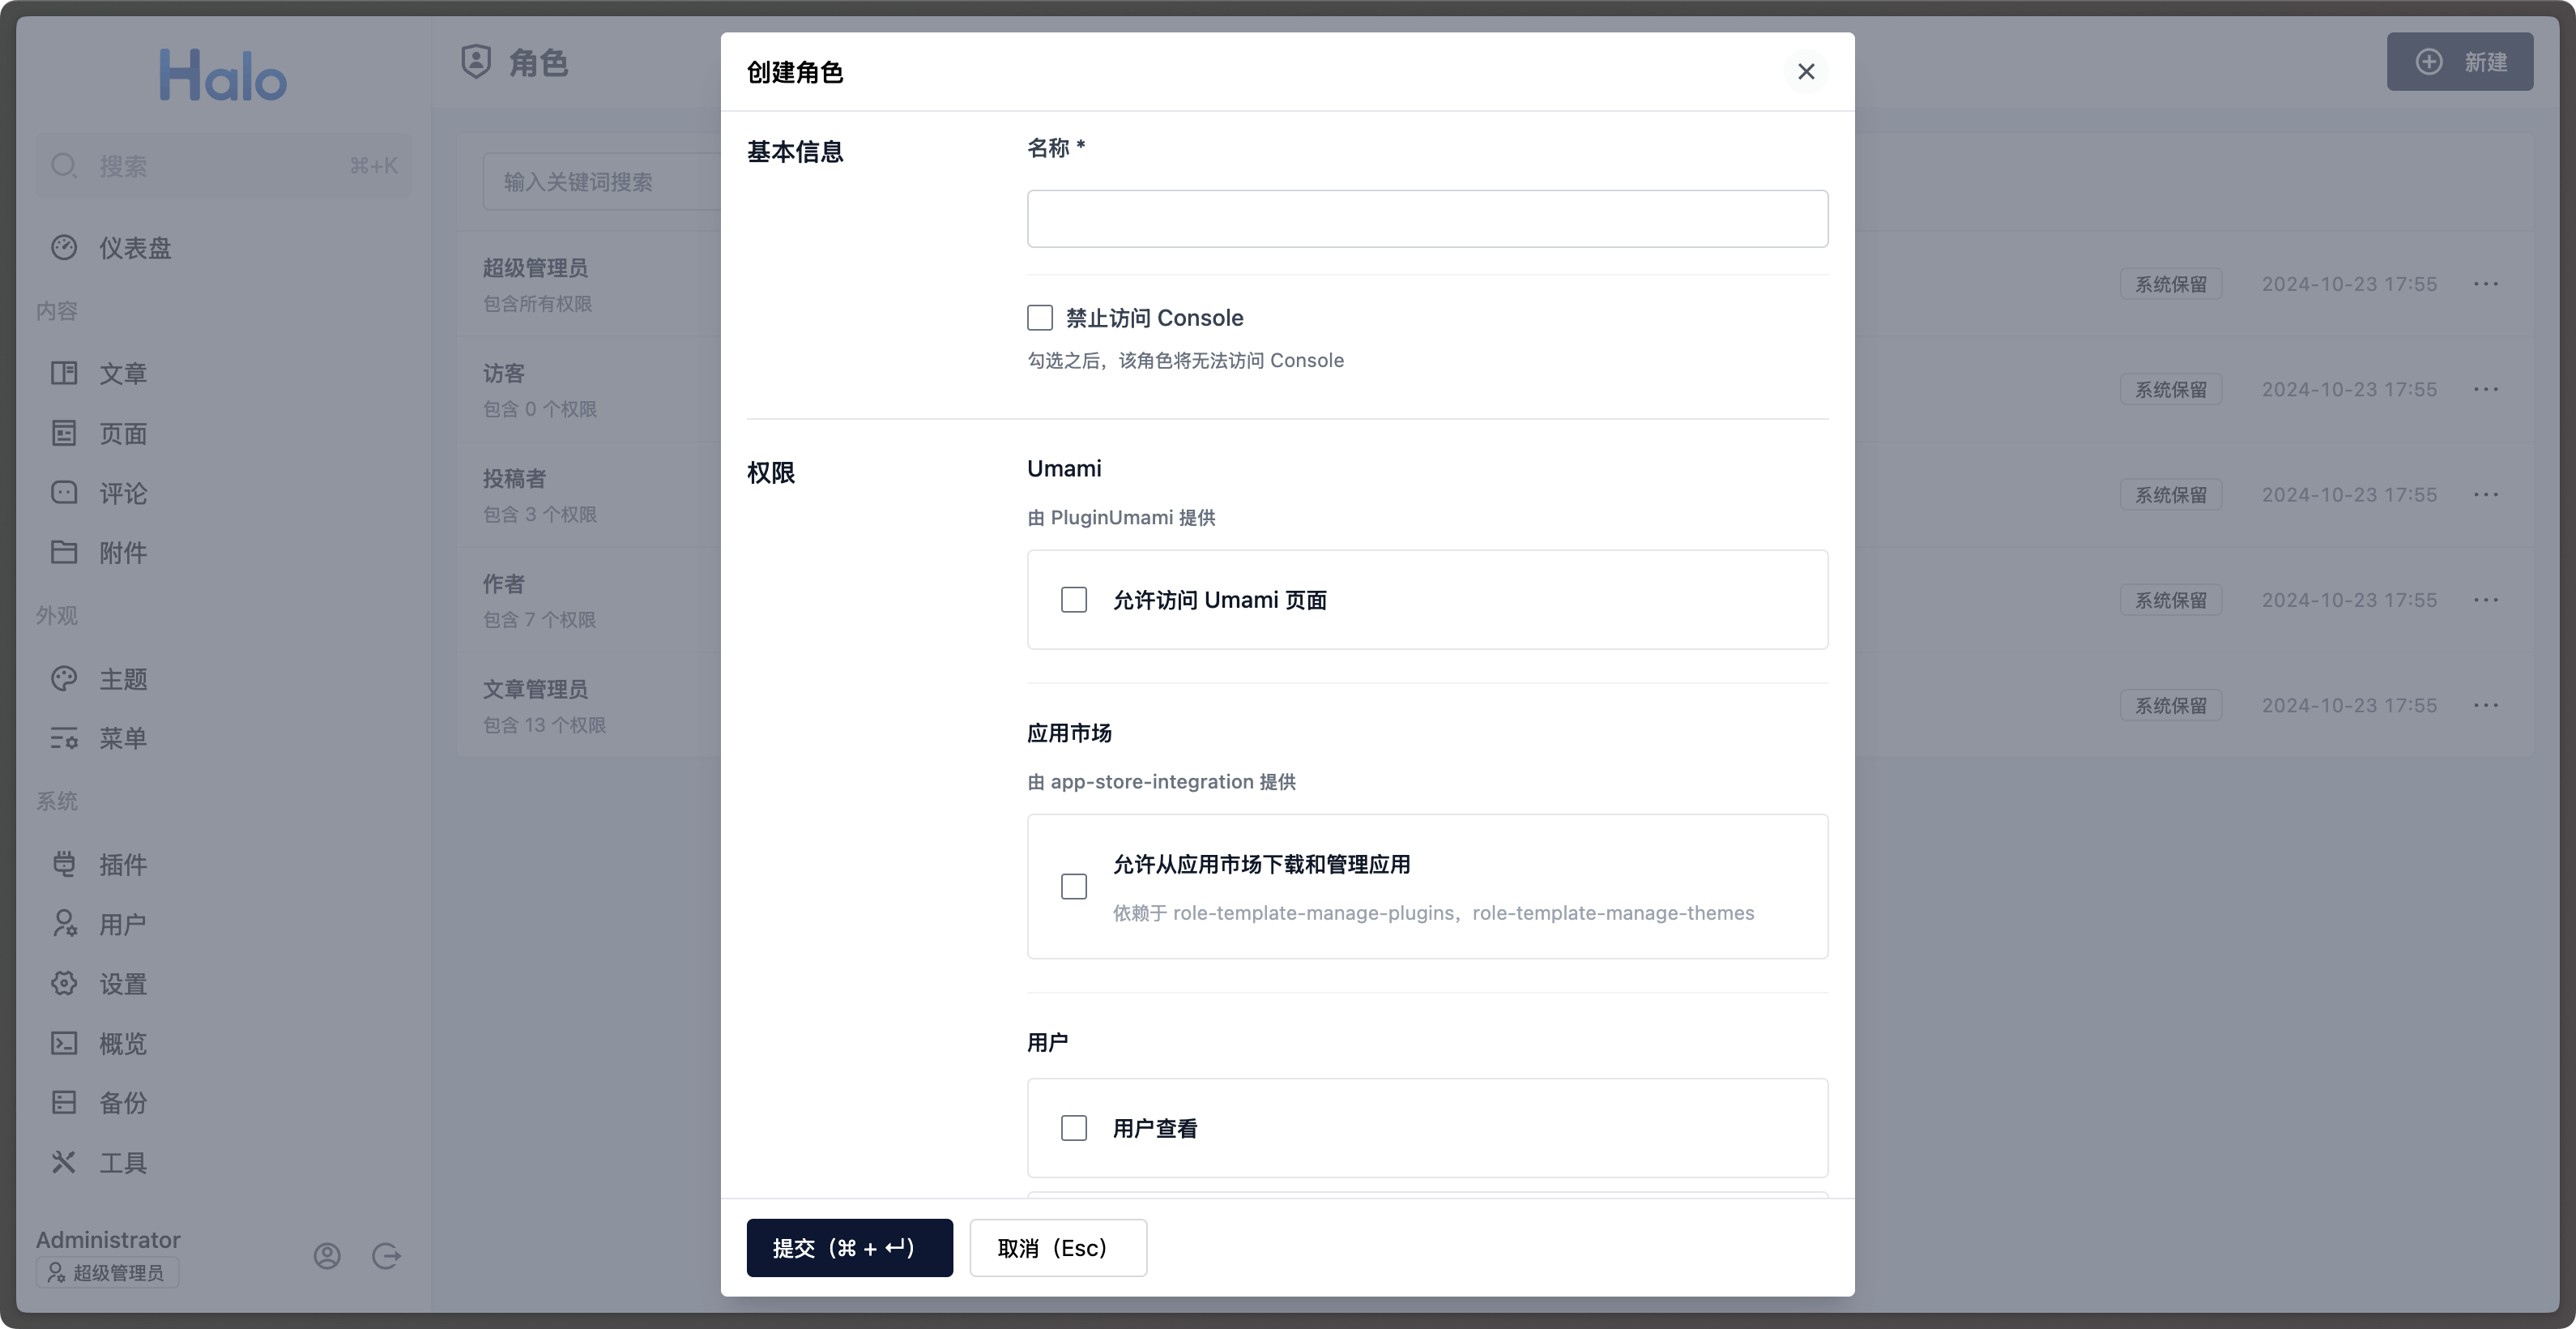 Halo
搜索 ⌘+K
仪表盘
内容
文章
页面
评论
附件
外观
主题
菜单
系统
插件
用户
设置
概览
备份
工具
Administrator
超级管理员
角色
新建
输入关键词搜索
超级管理员
包含所有权限
系统保留 2024-10-23 17:55
访客
包含 0 个权限
系统保留 2024-10-23 17:55
投稿者
包含 3 个权限
系统保留 2024-10-23 17:55
作者
包含 7 个权限
系统保留 2024-10-23 17:55
文章管理员
包含 13 个权限
系统保留 2024-10-23 17:55
创建角色
基本信息
名称 *
禁止访问 Console
勾选之后，该角色将无法访问 Console
权限
Umami
由 PluginUmami 提供
允许访问 Umami 页面
应用市场
由 app-store-integration 提供
允许从应用市场下载和管理应用
依赖于 role-template-manage-plugins，role-template-manage-themes
用户
用户查看
提交（⌘ + ↵）
取消（Esc）